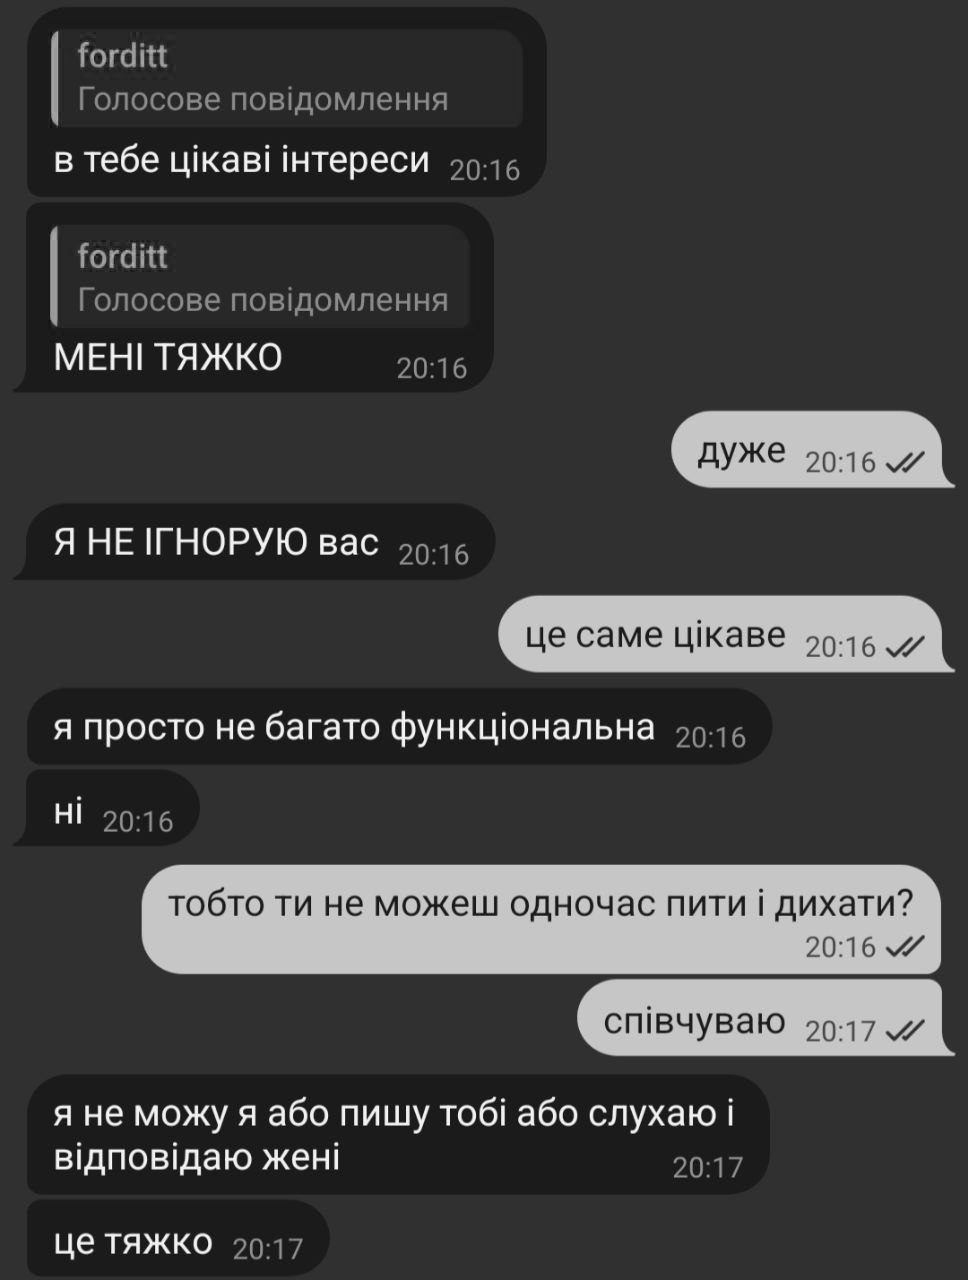 forditt
Голосове повідомлення
в тебе цікаві інтереси 20:16
forditt
Голосове повідомлення
МЕНІ ТЯЖКО 20:16
дуже 20:16
Я НЕ ІГНОРУЮ вас 20:16
це саме цікаве 20:16
я просто не багато функціональна 20:16
ні 20:16
тобто ти не можеш одночас пити і дихати?
20:16
співчуваю 20:17
я не можу я або пишу тобі або слухаю і
відповідаю жені 20:17
це тяжко 20:17